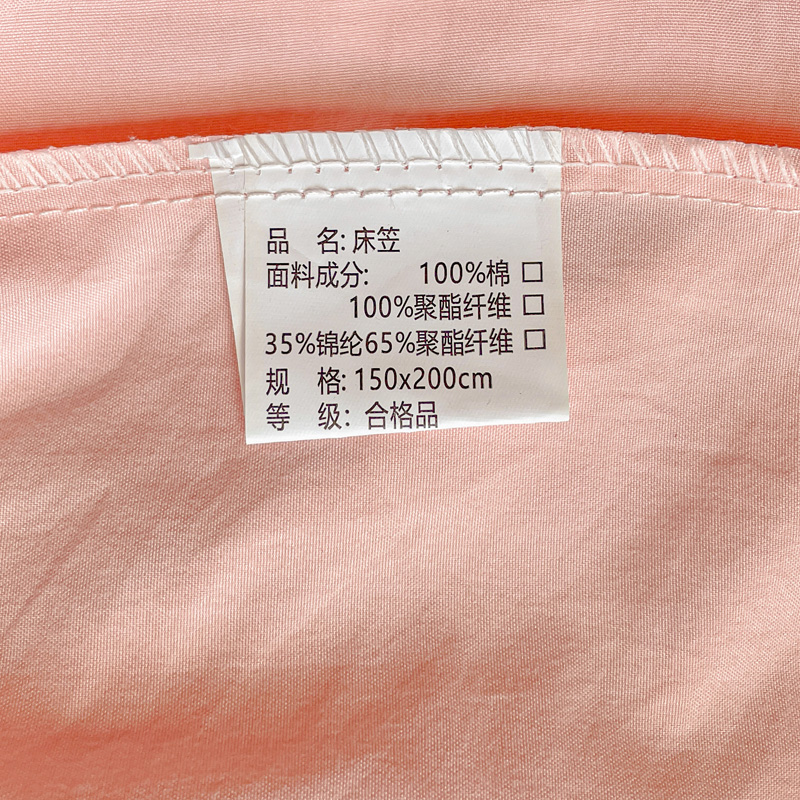 品 名: 床笠
面料成分: 100%棉 □
100%聚酯纤维 □
35%锦纶65%聚酯纤维 □
规 格: 150x200cm
等 级: 合格品